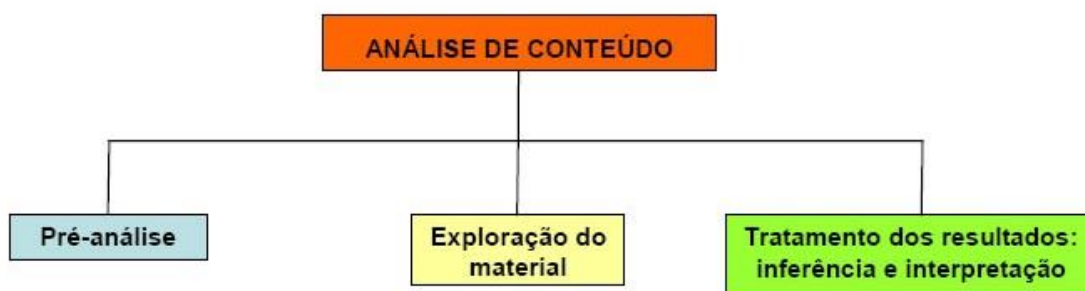 ANÁLISE DE CONTEÚDO
Pré-análise
Exploração do
material
Tratamento dos resultados:
inferência e interpretação